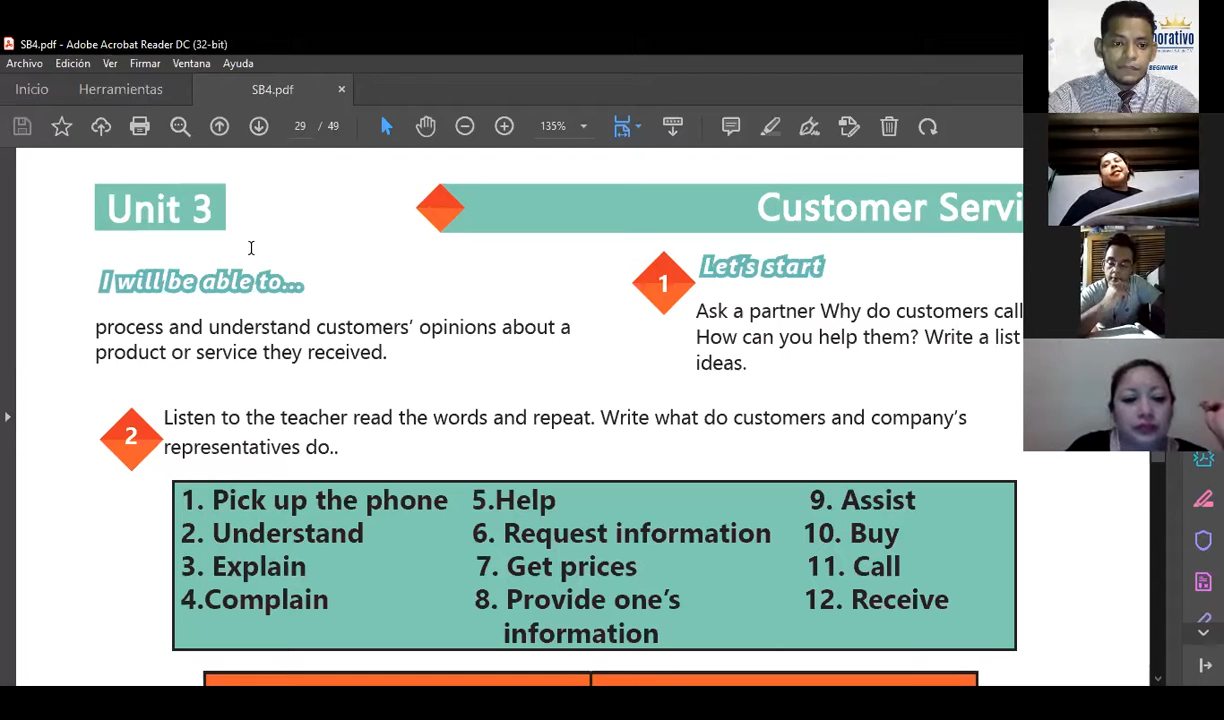 SB4.pdf - Adobe Acrobat Reader DC (32-bit)
Archivo Edición Ver Firmar Ventana Ayuda
Inicio Herramientas SB4.pdf ×
29 / 49 135%
Unit 3
Customer Servi
I will be able to...
process and understand customers' opinions about a
product or service they received.
1
Let's start
Ask a partner Why do customers call
How can you help them? Write a list
ideas.
2
Listen to the teacher read the words and repeat. Write what do customers and company's
representatives do..
1. Pick up the phone 5.Help 9. Assist
2. Understand 6. Request information 10. Buy
3. Explain 7. Get prices 11. Call
4.Complain 8. Provide one's 12. Receive
information
orativo
BEGINNER